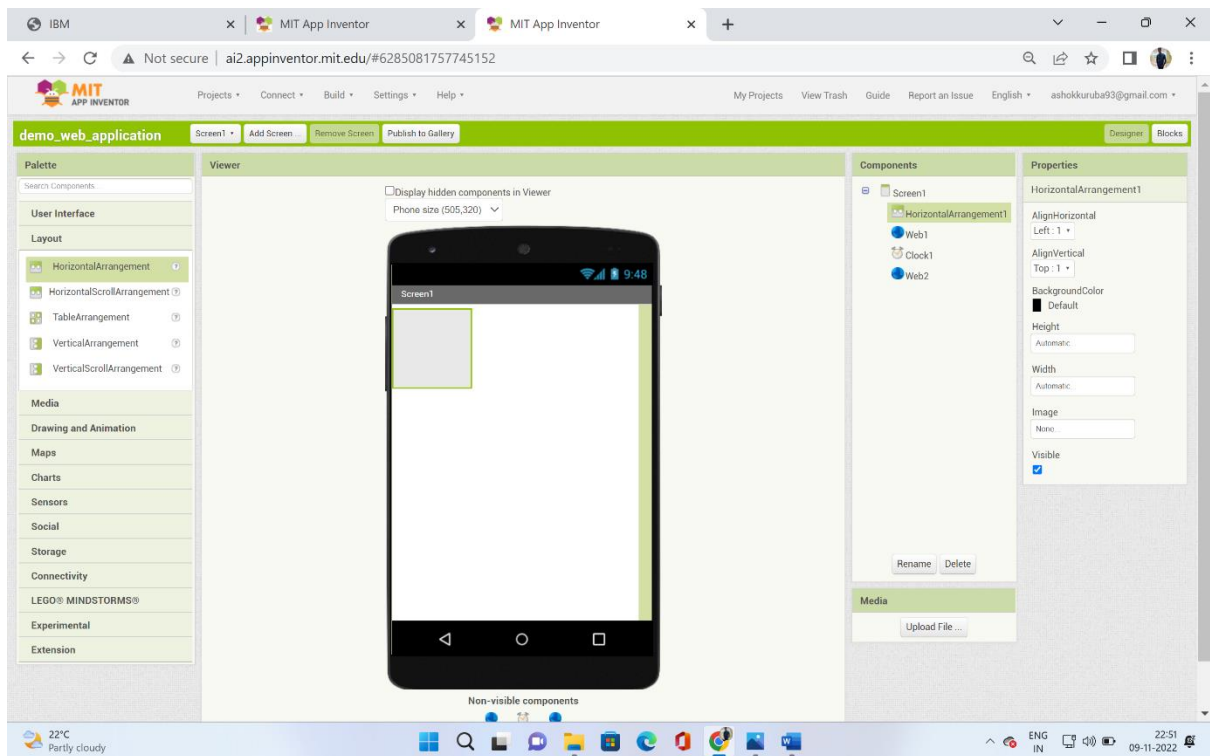 IBM
MIT App Inventor
MIT App Inventor
Not secure ai2.appinventor.mit.edu/#6285081757745152
MIT
APP INVENTOR
Projects Connect Build Settings Help
My Projects View Trash Guide Report an Issue English ashokkuruba93@gmail.com
demo_web_application Screen1 Add Screen ... Remove Screen Publish to Gallery Designer Blocks
Palette
Search Components...
User Interface
Layout
HorizontalArrangement ?
HorizontalScrollArrangement ?
TableArrangement ?
VerticalArrangement ?
VerticalScrollArrangement ?
Media
Drawing and Animation
Maps
Charts
Sensors
Social
Storage
Connectivity
LEGO® MINDSTORMS®
Experimental
Extension
Viewer
Display hidden components in Viewer
Phone size (505,320)
9:48
Screen1
Non-visible components
Components
Screen1
HorizontalArrangement1
Web1
Clock1
Web2
Rename Delete
Media
Upload File ...
Properties
HorizontalArrangement1
AlignHorizontal
Left : 1
AlignVertical
Top : 1
BackgroundColor
Default
Height
Automatic...
Width
Automatic...
Image
None...
Visible
22°C
Partly cloudy
ENG
IN
22:51
09-11-2022